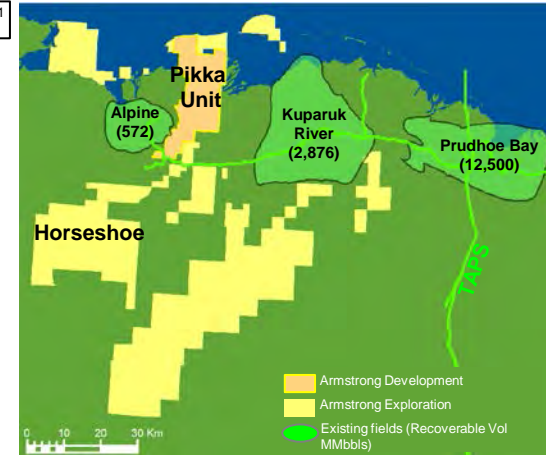 1
Pikka
Unit
Alpine
(572)
Kuparuk
River
(2,876)
Prudhoe Bay
(12,500)
Horseshoe
TAPS
Armstrong Development
Armstrong Exploration
Existing fields (Recoverable Vol
MMbbls)
0 10 20 30 Km